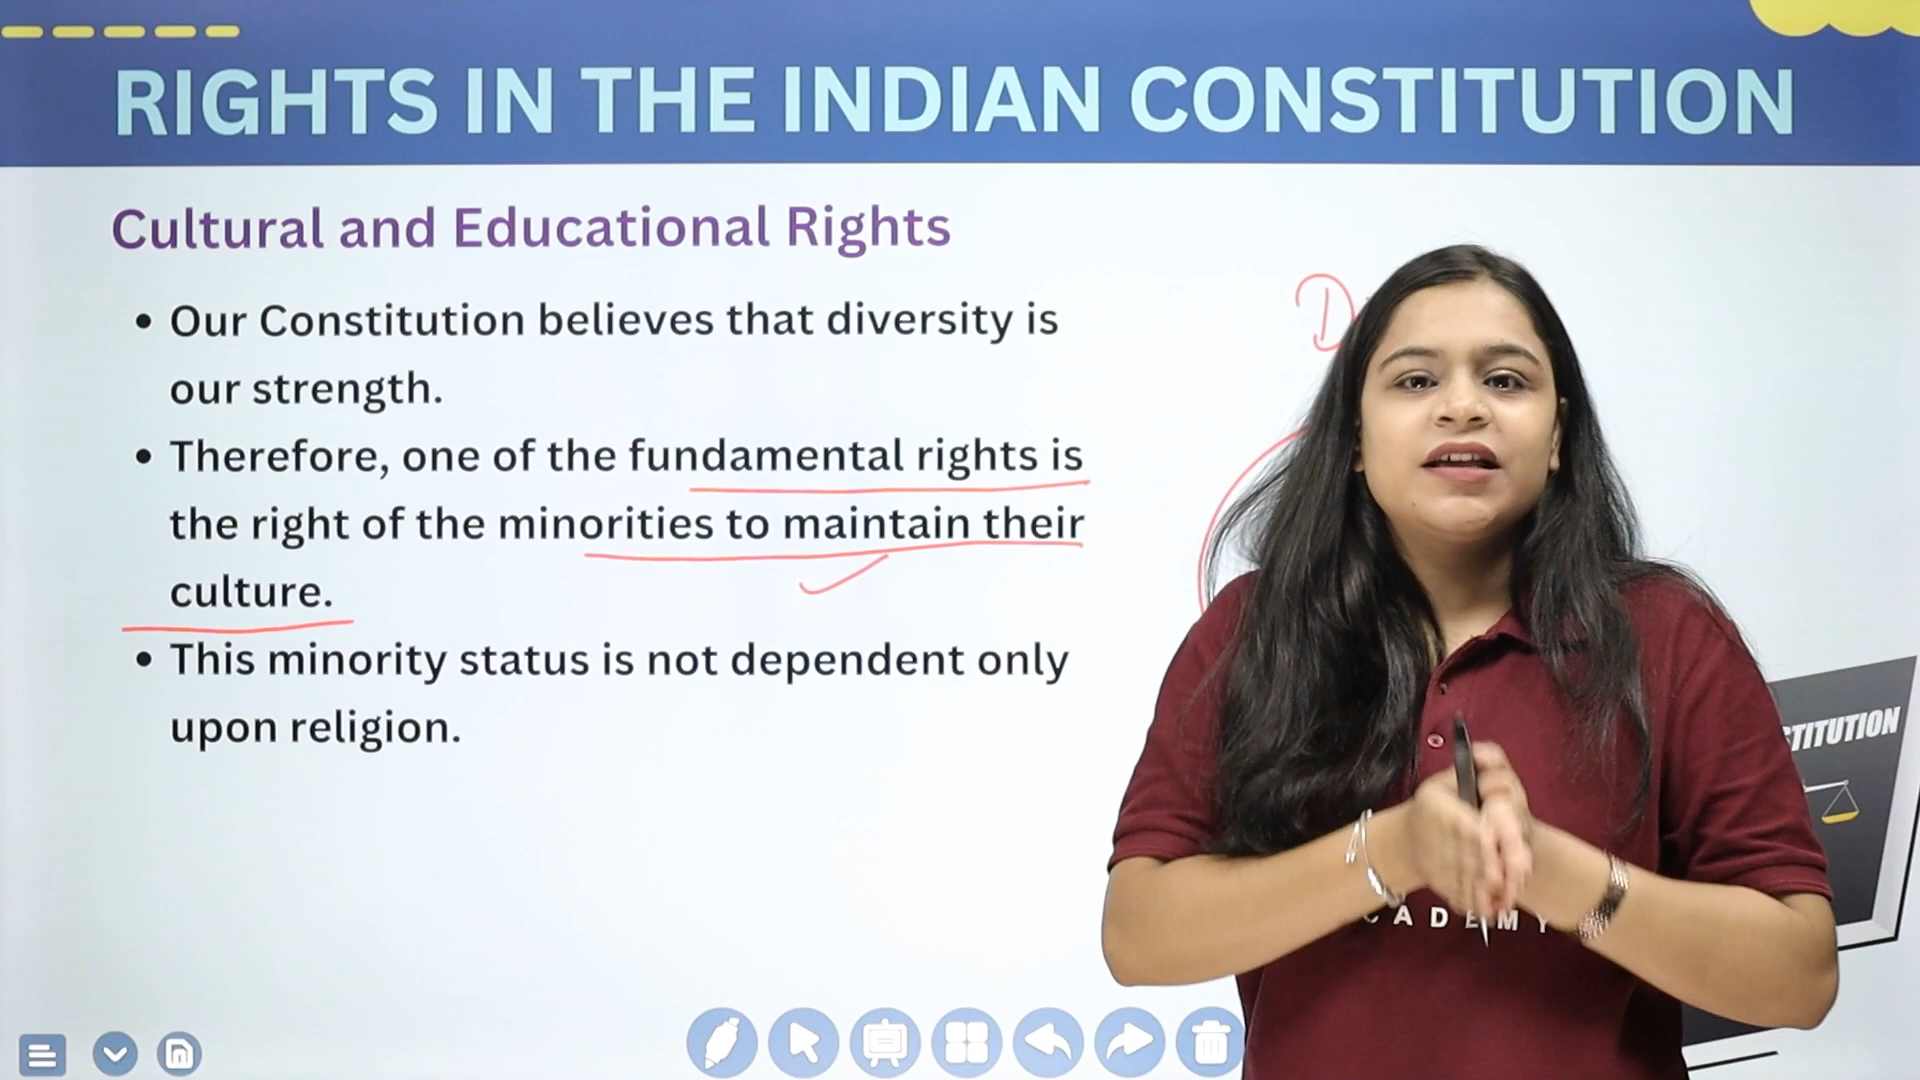 RIGHTS IN THE INDIAN CONSTITUTION
Cultural and Educational Rights
• Our Constitution believes that diversity is
our strength.
• Therefore, one of the fundamental rights is
the right of the minorities to maintain their
culture.
• This minority status is not dependent only
upon religion.
D
TITUTION
CADEMY